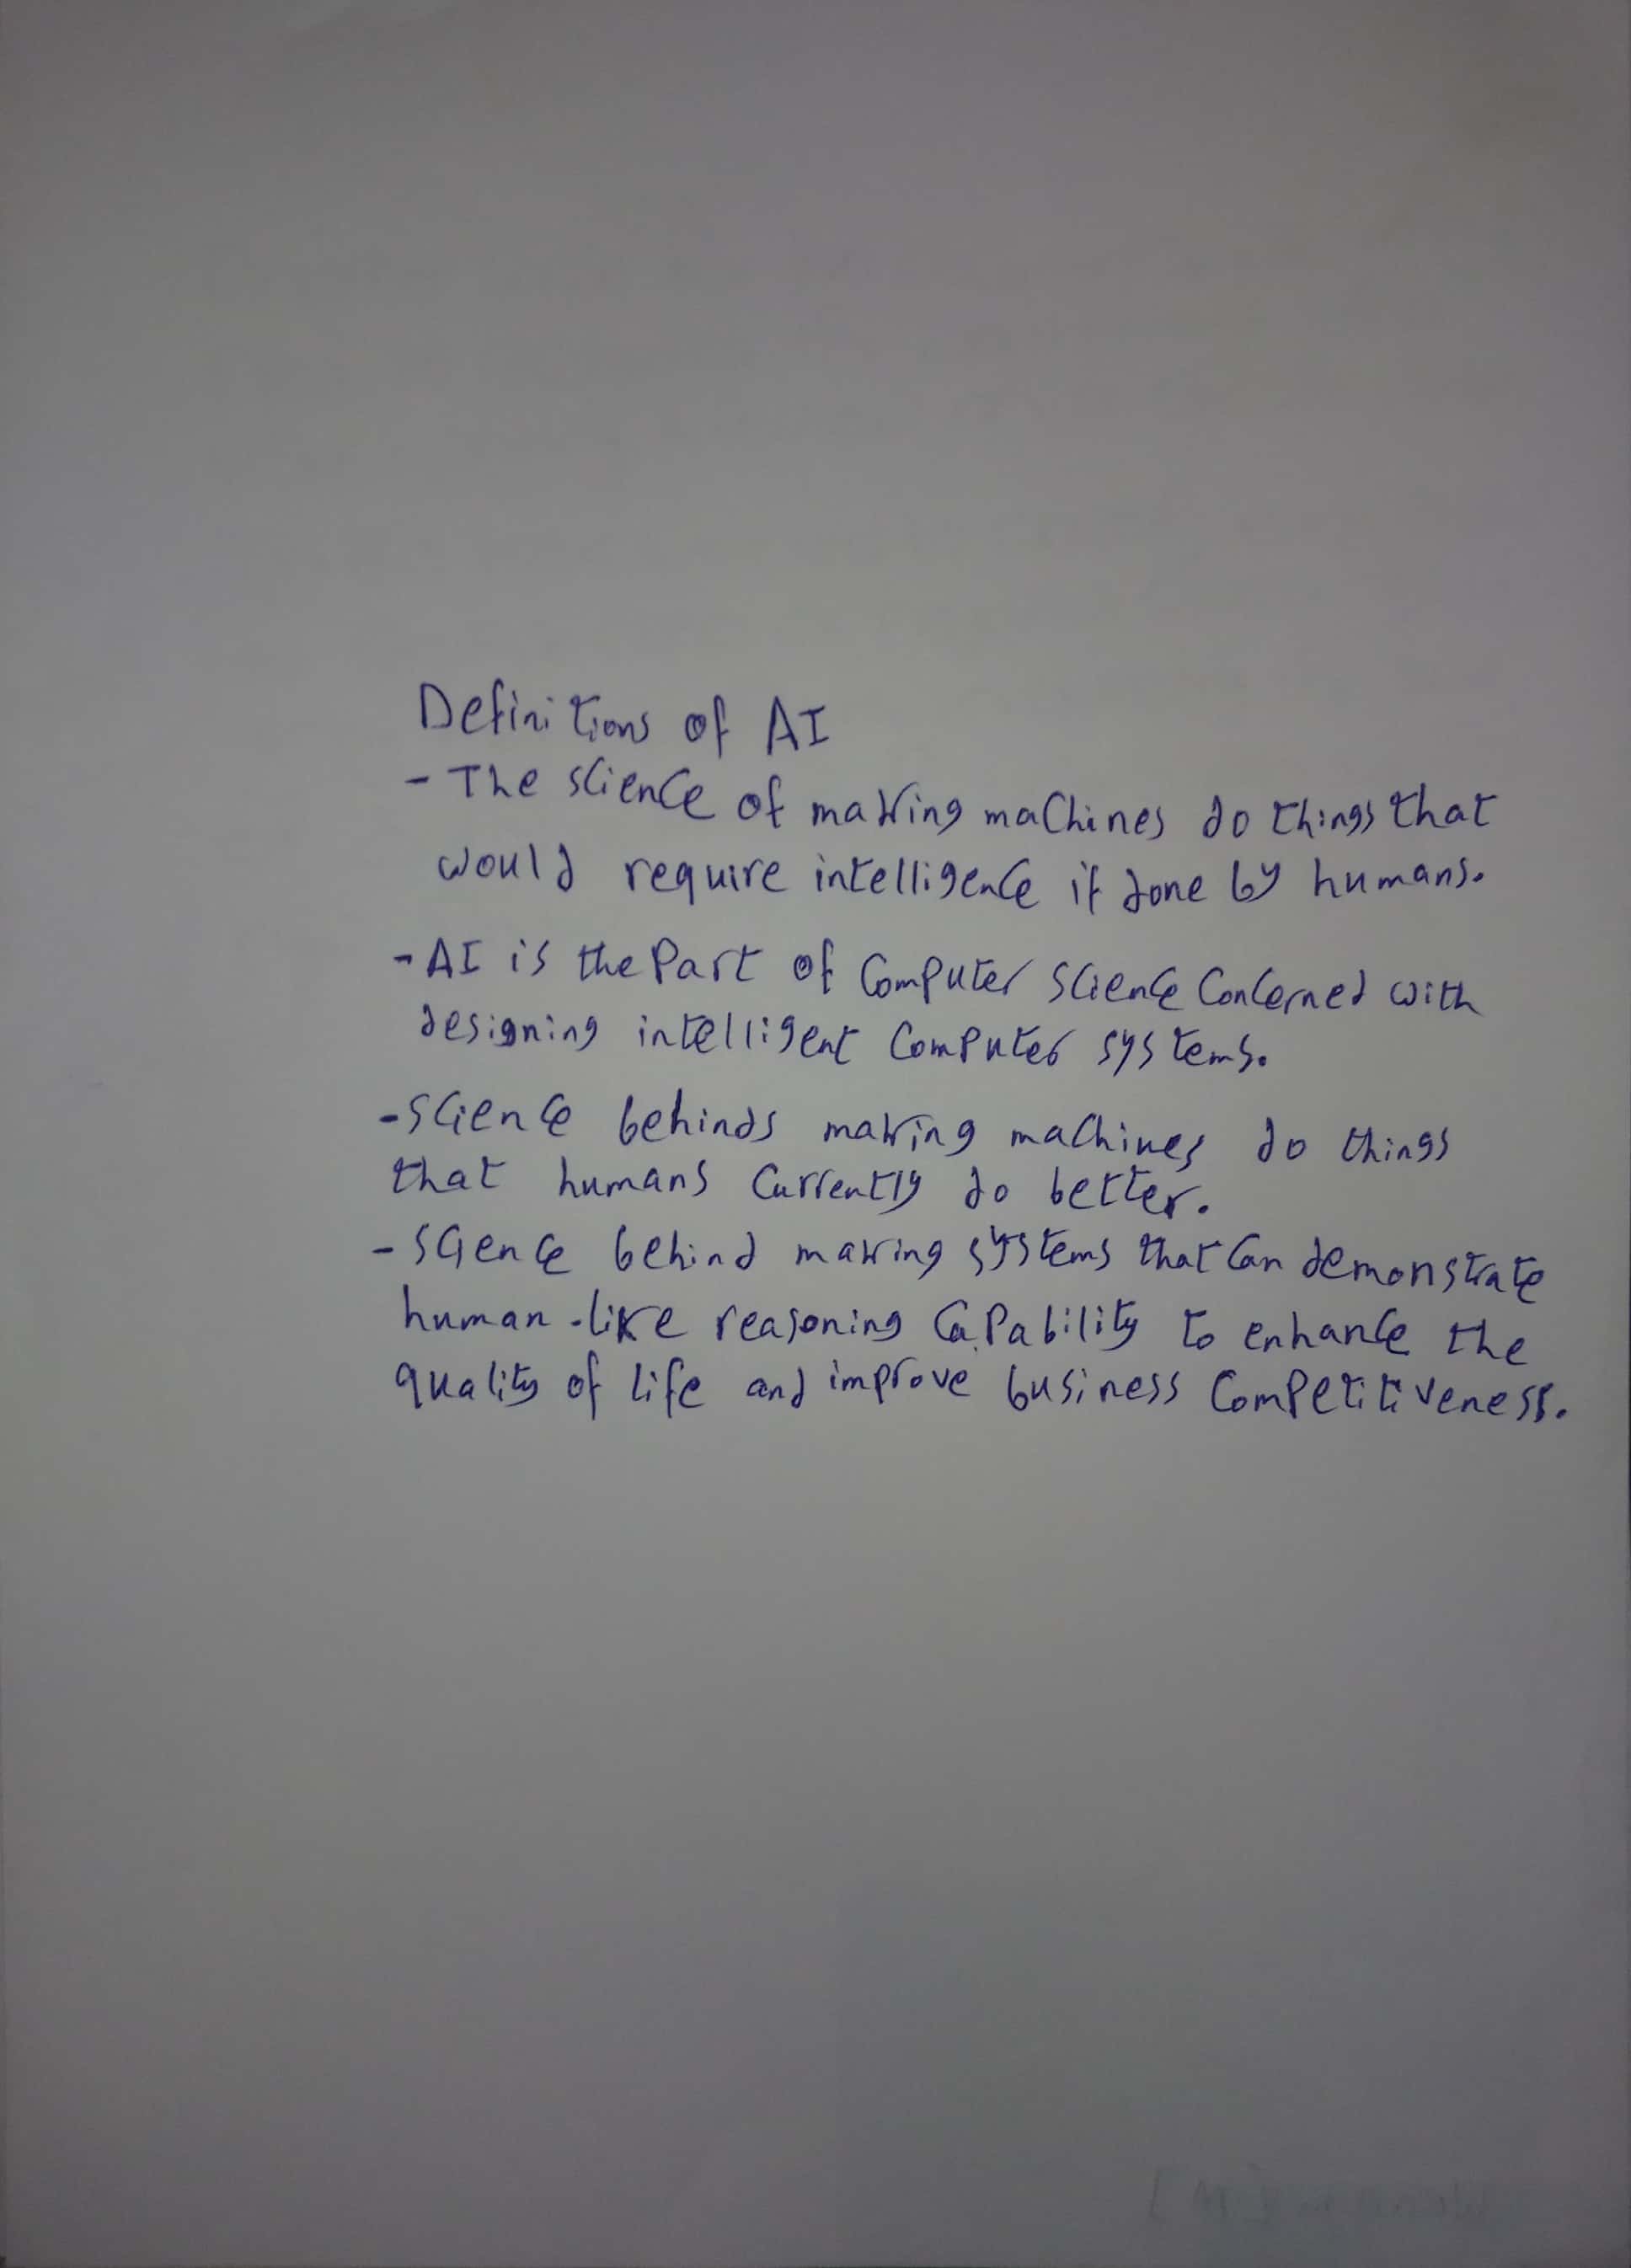 Definitions of AI
- The science of making machines do things that
would require intelligence if done by humans.
- AI is the Part of Computer Science Concerned with
designing intelligent Computer systems.
- Science behinds making machines do things
that humans Currently do better.
- Science behind making systems that Can demonstrate
human-like reasoning CaPability to enhance the
quality of life and improve business ComPetitiveness.